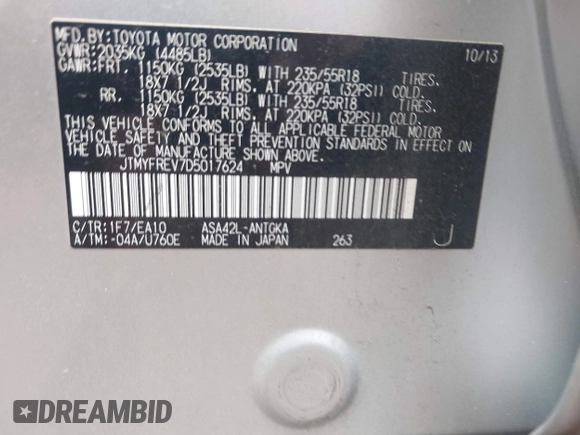 MFD.BY:TOYOTA MOTOR CORPORATION 10/13
GVWR:2035KG (4485LB)
GAWR:FRT. 1150KG (2535LB) WITH 235/55R18 TIRES.
18X7 1/2J RIMS. AT 220KPA (32PSI) COLD.
RR. 1150KG (2535LB) WITH 235/55R18 TIRES.
18X7 1/2J RIMS. AT 220KPA (32PSI) COLD.
THIS VEHICLE CONFORMS TO ALL APPLICABLE FEDERAL MOTOR
VEHICLE SAFETY AND THEFT PREVENTION STANDARDS IN EFFECT ON
THE DATE OF MANUFACTURE SHOWN ABOVE.
JTMYFREV7D5017624 MPV
C/TR:1F7/EA10 ASA42L-ANTGKA
A/TM:-04A/U760E MADE IN JAPAN 263 J
DREAMBID